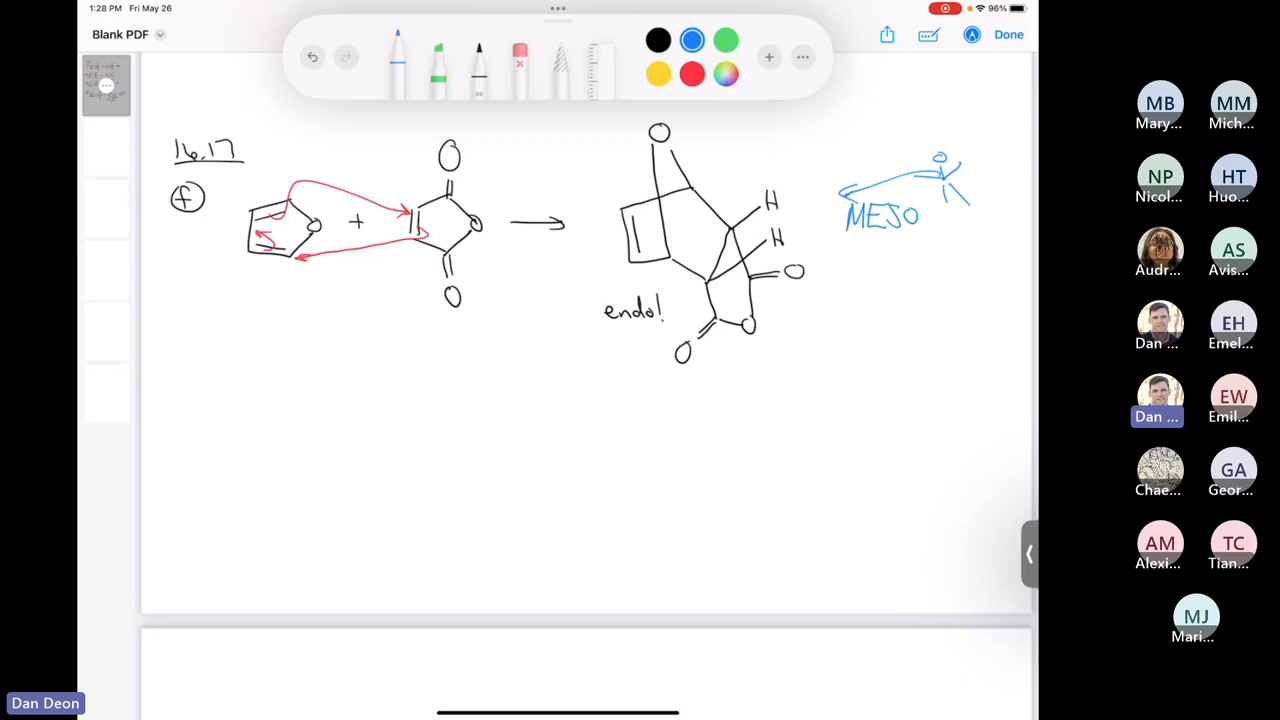 1:28 PM Fri May 26
96%
Blank PDF
Done
16.17
f
O
O
O
O
+
O
O
H
H
O
O
O
endo!
O
MESO
MB
Mary...
MM
Mich...
NP
Nicol...
HT
Huo...
Audr...
AS
Avis...
Dan ...
EH
Emel...
Dan ...
EW
Emil...
Chae...
GA
Geor...
AM
Alexi...
TC
Tian...
MJ
Mari...
Dan Deon